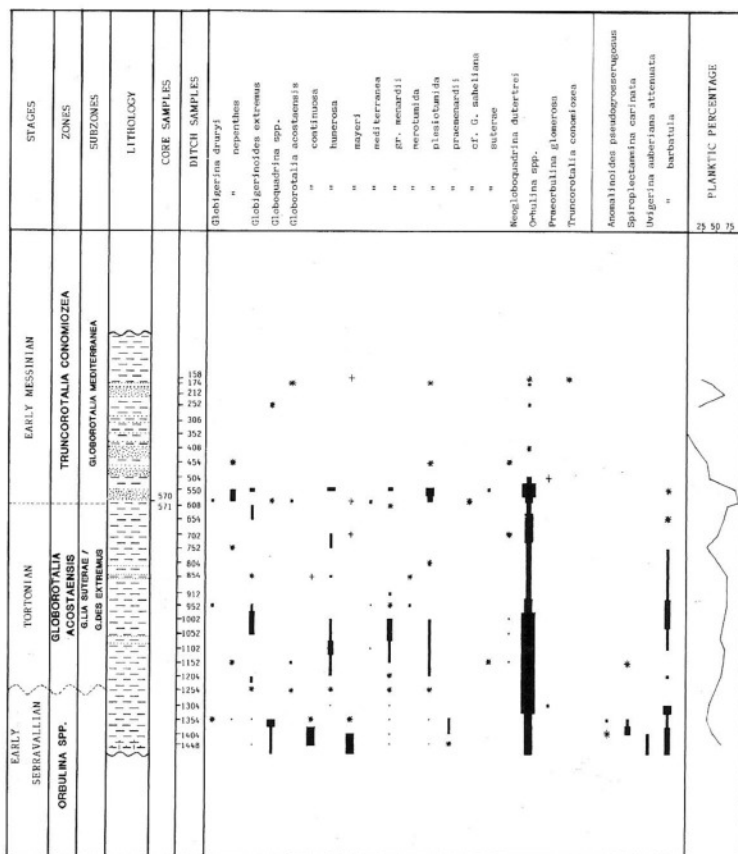 STAGES
ZONES
SUBZONES
LITHOLOGY
CORE SAMPLES
DITCH SAMPLES
Globigerina druryi
" nepenthes
Globigerinoides extremus
Globoquadrina spp.
Globorotalia acostaensis
" continuosa
" humerosa
" mayeri
" mediterranea
" gr. menardii
" merotumida
" plesiotumida
" praemenardii
" cf. G. saheliana
" suterae
Neogloboquadrina dutertrei
Orbulina spp.
Praeorbulina glomerosa
Truncorotalia conomiozea
Anomalinoides pseudogrosserugosus
Spiroplectammina carinata
Uvigerina auberiana attenuata
" barbatula
PLANKTIC PERCENTAGE
25 50 75
EARLY MESSINIAN
TRUNCOROTALIA CONOMIOZEA
GLOBOROTALIA MEDITERRANEA
TORTONIAN
GLOBOROTALIA
ACOSTAENSIS
G.LIA SUTERAE /
G.DES EXTREMUS
EARLY
SERRAVALLIAN
ORBULINA SPP.
570
571
158
174
212
252
306
352
408
454
504
550
608
654
702
752
804
854
912
952
1002
1052
1102
1152
1204
1254
1304
1354
1404
1448